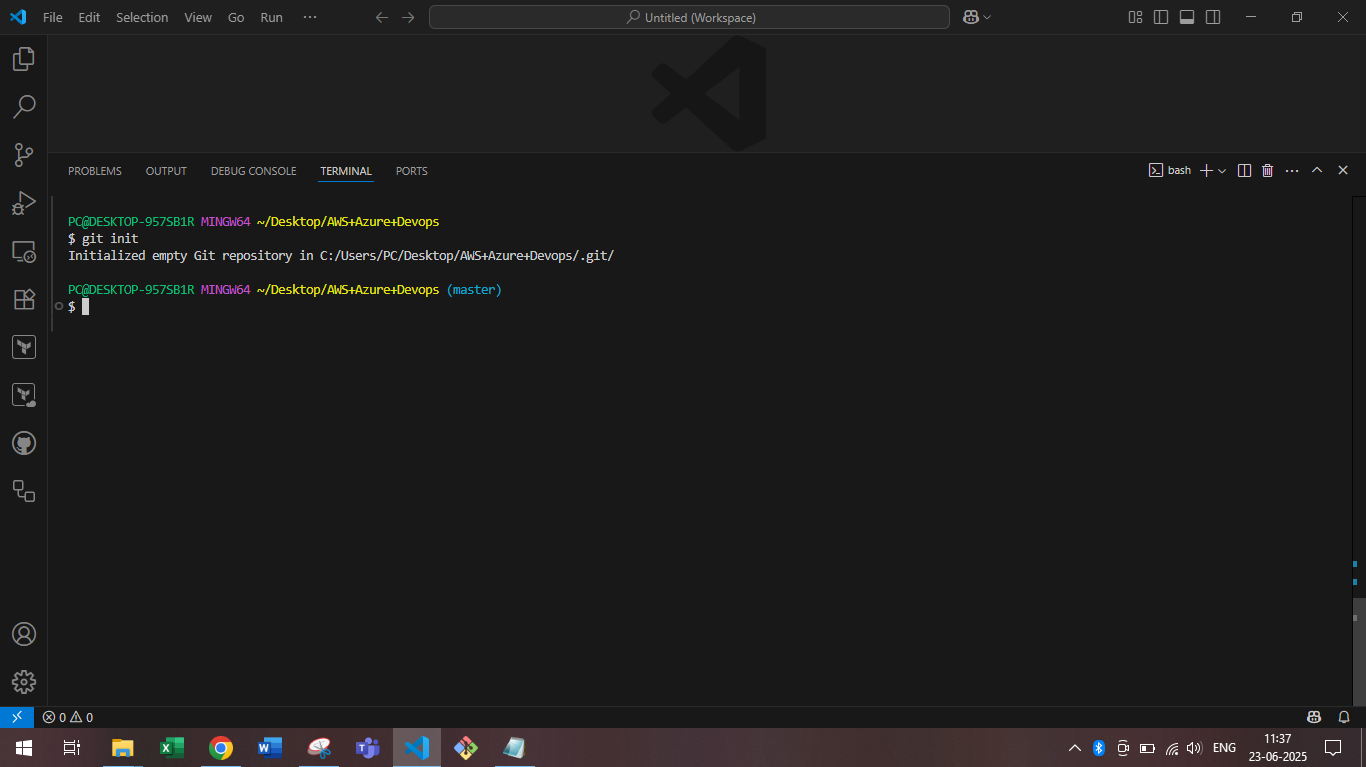 File Edit Selection View Go Run ···
Untitled (Workspace)
PROBLEMS OUTPUT DEBUG CONSOLE TERMINAL PORTS
bash
PC@DESKTOP-957SB1R MINGW64 ~/Desktop/AWS+Azure+Devops
$ git init
Initialized empty Git repository in C:/Users/PC/Desktop/AWS+Azure+Devops/.git/
PC@DESKTOP-957SB1R MINGW64 ~/Desktop/AWS+Azure+Devops (master)
$
0 0
ENG
11:37
23-06-2025